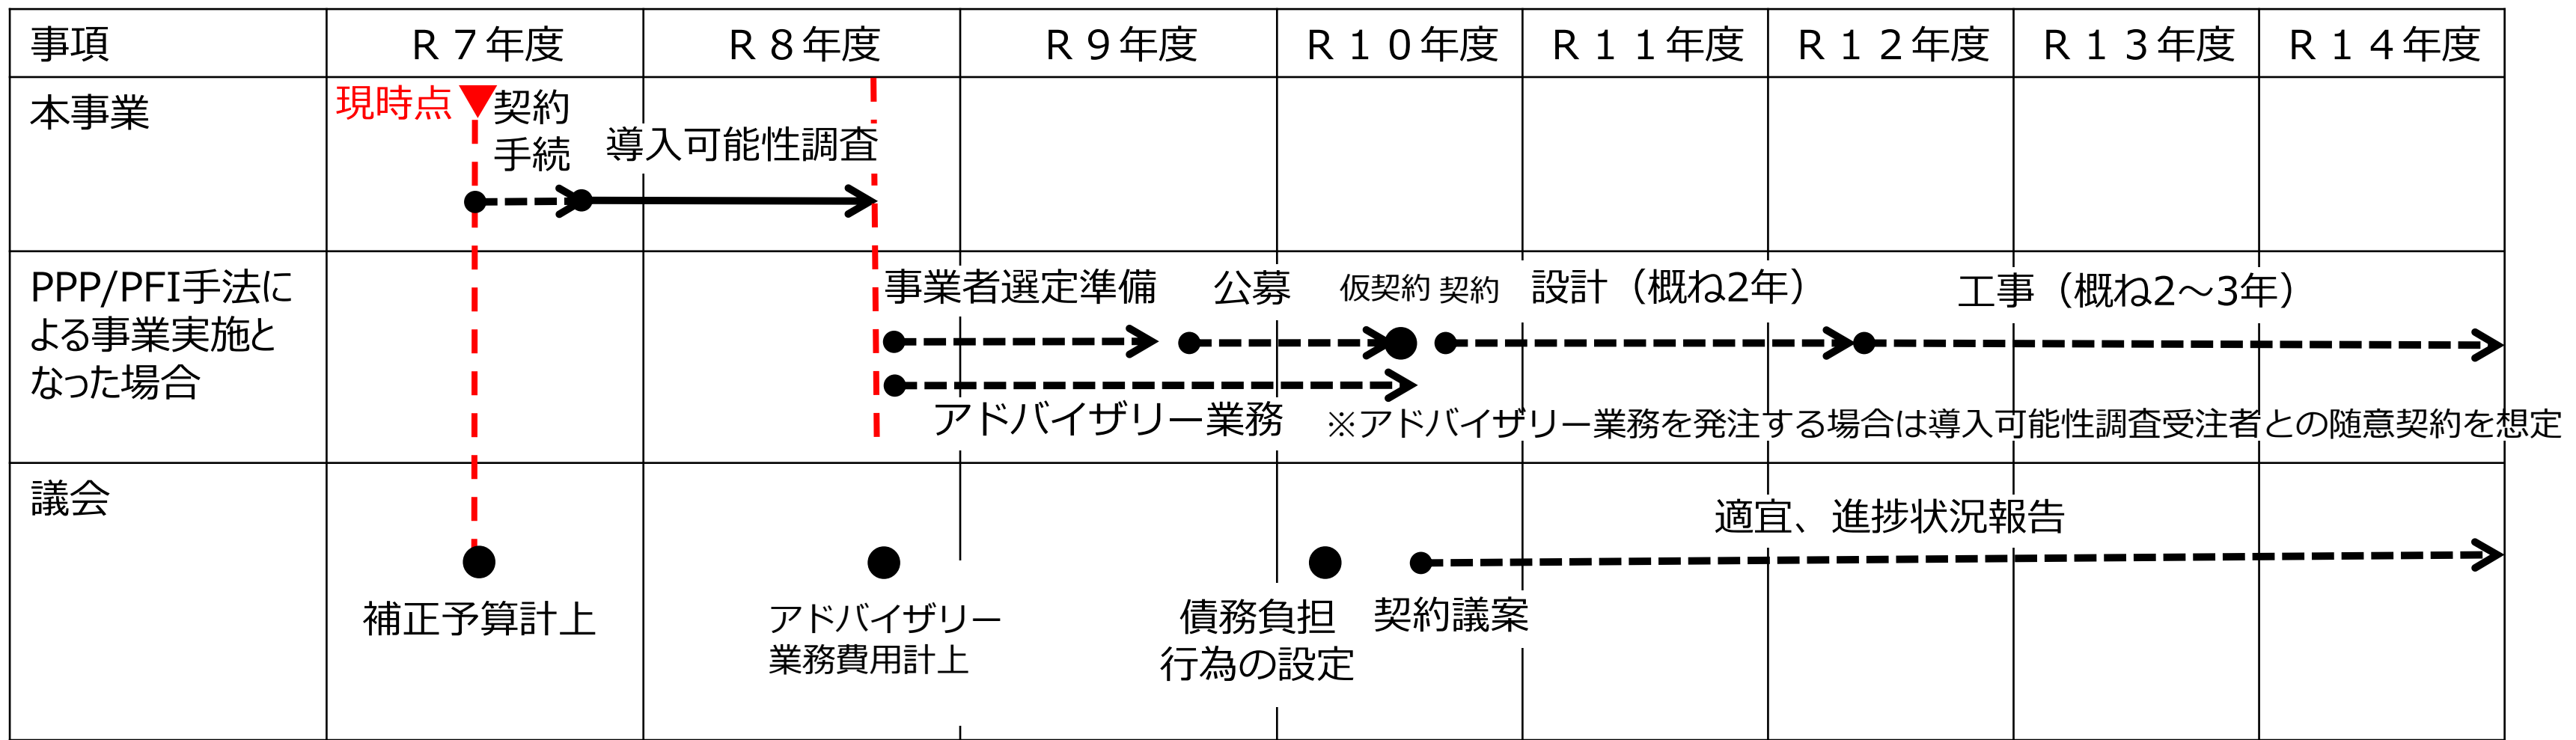 事項
R７年度
R８年度
R９年度
R１０年度
R１１年度
R１２年度
R１３年度
R１４年度
本事業
現時点
契約
手続
導入可能性調査
PPP/PFI手法に
よる事業実施と
なった場合
事業者選定準備
公募
仮契約
契約
設計（概ね2年）
工事（概ね2～3年）
アドバイザリー業務
※アドバイザリー業務を発注する場合は導入可能性調査受注者との随意契約を想定
議会
補正予算計上
アドバイザリー
業務費用計上
債務負担
行為の設定
契約議案
適宜、進捗状況報告